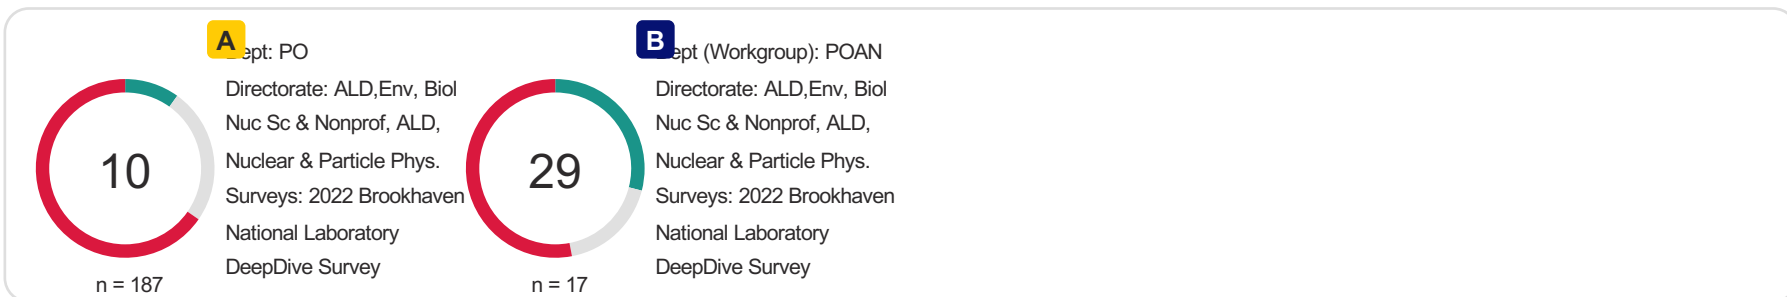 A
ept: PO
Directorate: ALD,Env, Biol
Nuc Sc & Nonprof, ALD,
Nuclear & Particle Phys.
Surveys: 2022 Brookhaven
National Laboratory
DeepDive Survey
10
n = 187
B
ept (Workgroup): POAN
Directorate: ALD,Env, Biol
Nuc Sc & Nonprof, ALD,
Nuclear & Particle Phys.
Surveys: 2022 Brookhaven
National Laboratory
DeepDive Survey
29
n = 17